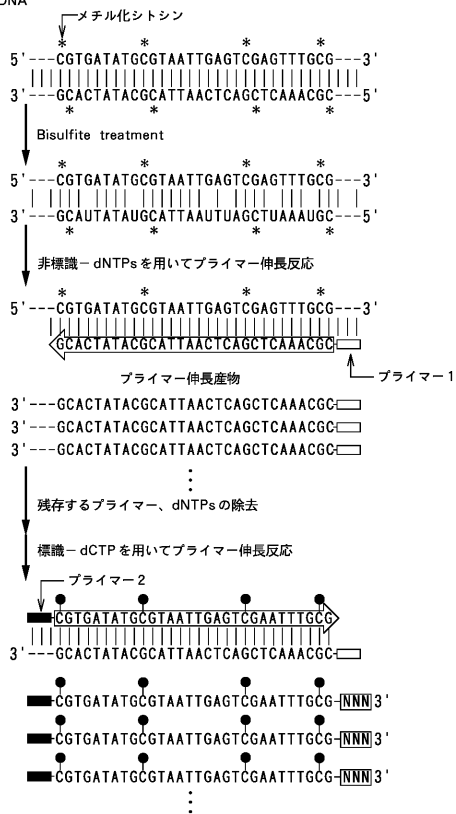 DNA
メチル化シトシン
* * * *
5'---CGTGATATGCGTAATTGAGTCGAGTTTGCG---3'
3'---GCACTATACGCATTAACTCAGCTCAAACGC---5'
* * * *
Bisulfite treatment
* * * *
5'---CGTGATATGCGTAATTGAGTCGAGTTTGCG---3'
3'---GCAUTATAUGCATTAAUTUAGCTUAAAUGC---5'
* * * *
非標識-dNTPsを用いてプライマー伸長反応
* * * *
5'---CGTGATATGCGTAATTGAGTCGAGTTTGCG---3'
GCACTATACGCATTAACTCAGCTCAAACGC
プライマー1
プライマー伸長産物
3'---GCACTATACGCATTAACTCAGCTCAAACGC
3'---GCACTATACGCATTAACTCAGCTCAAACGC
3'---GCACTATACGCATTAACTCAGCTCAAACGC
残存するプライマー、dNTPsの除去
標識-dCTPを用いてプライマー伸長反応
プライマー2
CGTGATATGCGTAATTGAGTCGAATTTGCG
3'---GCACTATACGCATTAACTCAGCTCAAACGC
CGTGATATGCGTAATTGAGTCGAATTTGCG-NNN3'
CGTGATATGCGTAATTGAGTCGAATTTGCG-NNN3'
CGTGATATGCGTAATTGAGTCGAATTTGCG-NNN3'